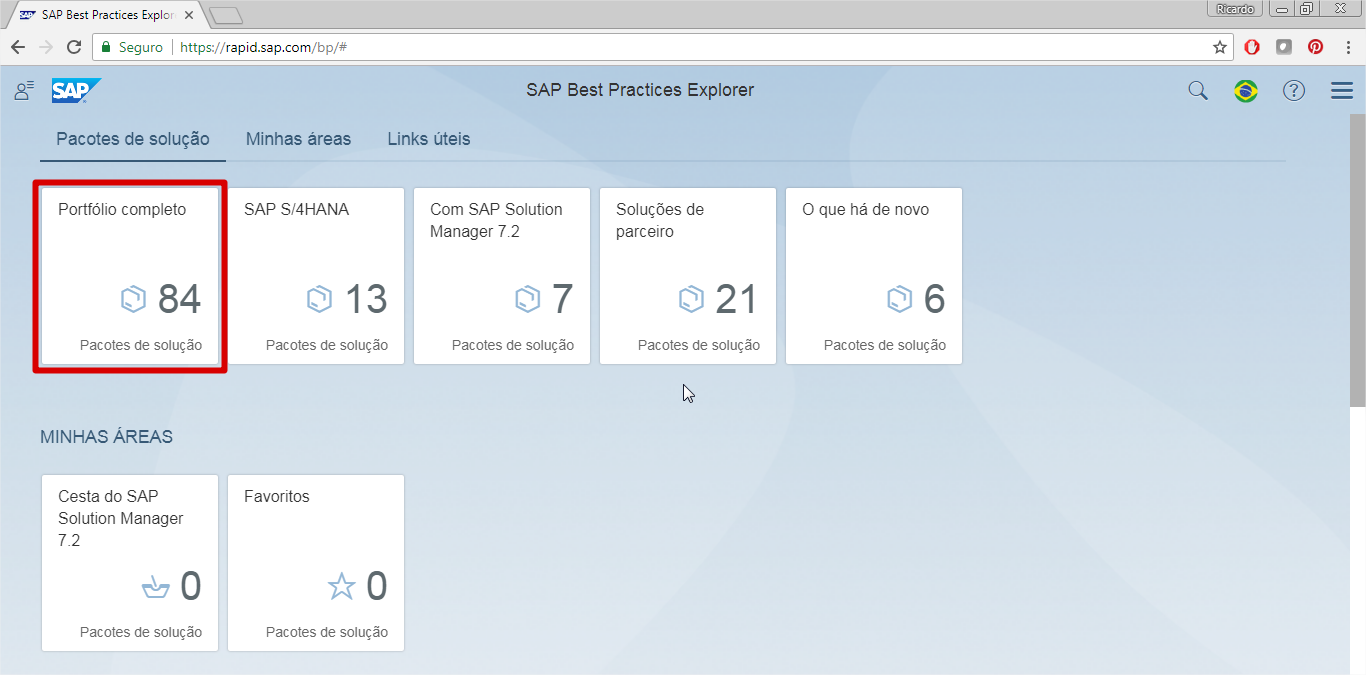 SAP Best Practices Explor
Ricardo
Seguro
https://rapid.sap.com/bp/#
SAP
SAP Best Practices Explorer
Pacotes de solução
Minhas áreas
Links úteis
Portfólio completo
84
Pacotes de solução
SAP S/4HANA
13
Pacotes de solução
Com SAP Solution
Manager 7.2
7
Pacotes de solução
Soluções de
parceiro
21
Pacotes de solução
O que há de novo
6
Pacotes de solução
MINHAS ÁREAS
Cesta do SAP
Solution Manager
7.2
0
Pacotes de solução
Favoritos
0
Pacotes de solução